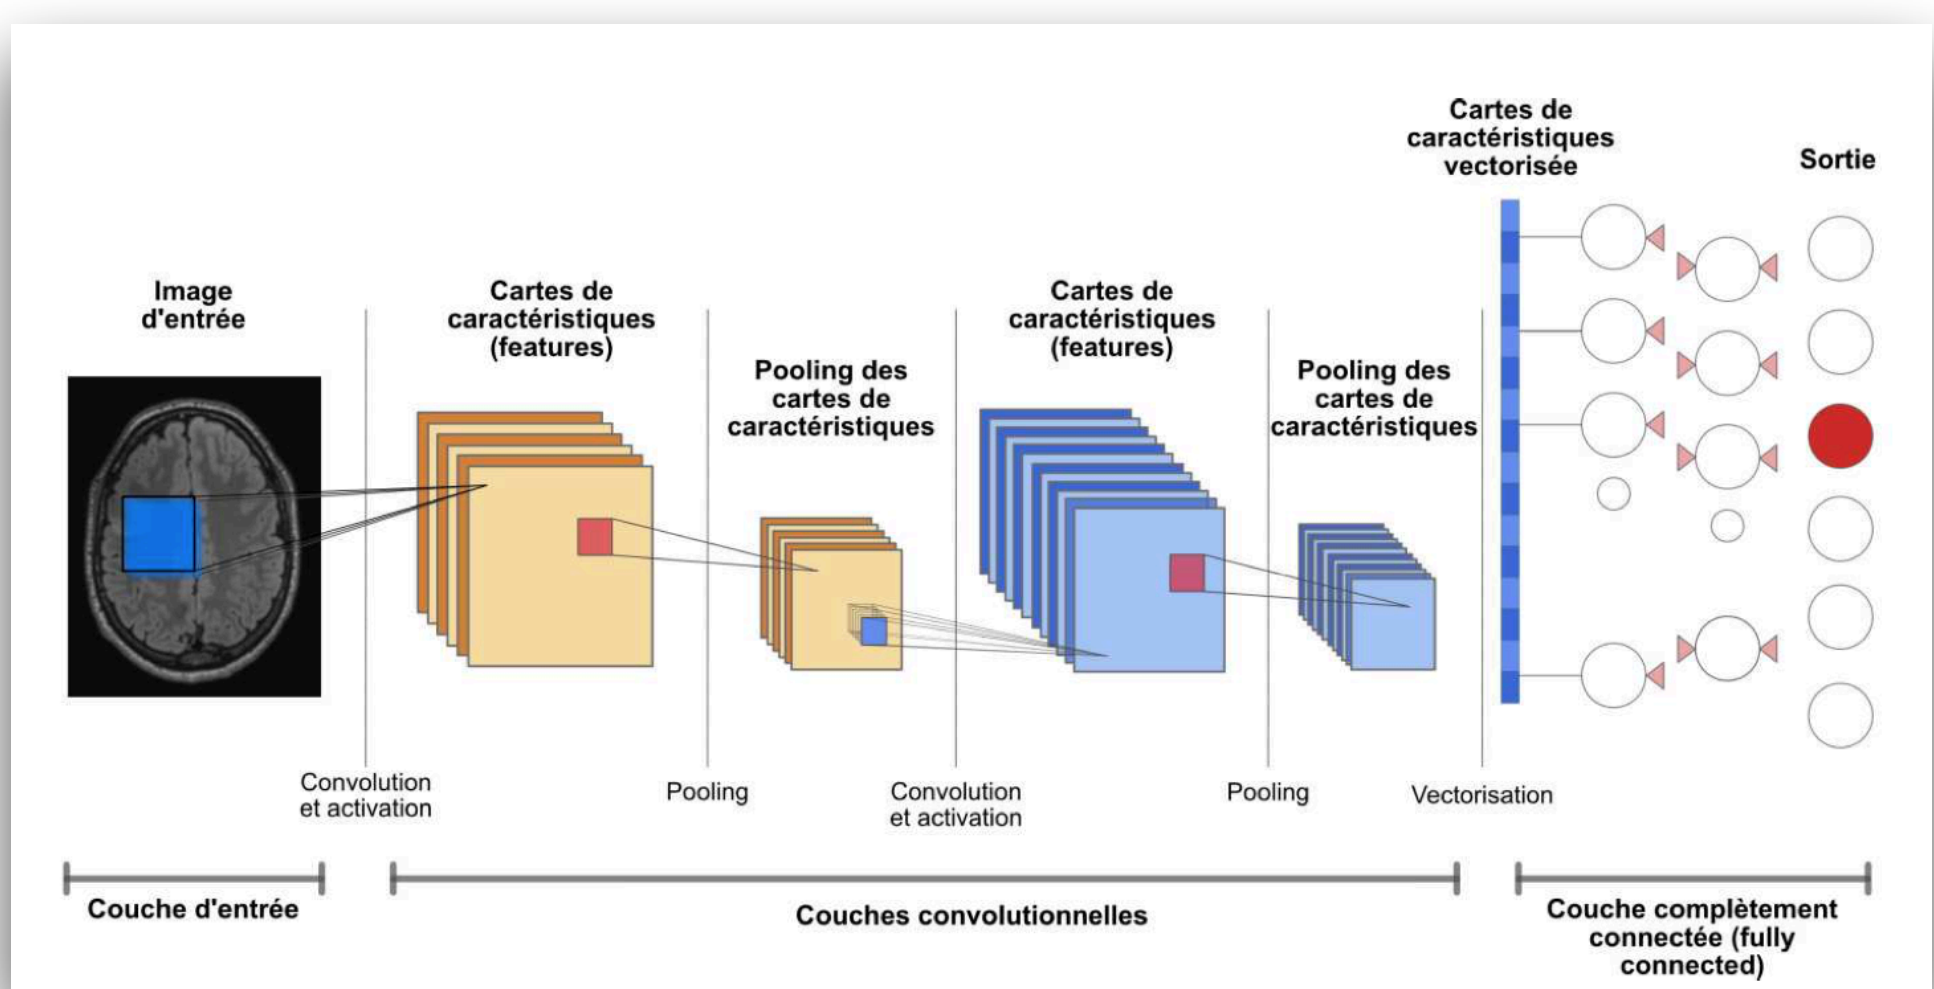 Image
d'entrée
Cartes de
caractéristiques
(features)
Pooling des
cartes de
caractéristiques
Cartes de
caractéristiques
(features)
Pooling des
cartes de
caractéristiques
Cartes de
caractéristiques
vectorisée
Sortie
Convolution
et activation
Pooling
Convolution
et activation
Pooling
Vectorisation
Couche d'entrée
Couches convolutionnelles
Couche complètement
connectée (fully
connected)